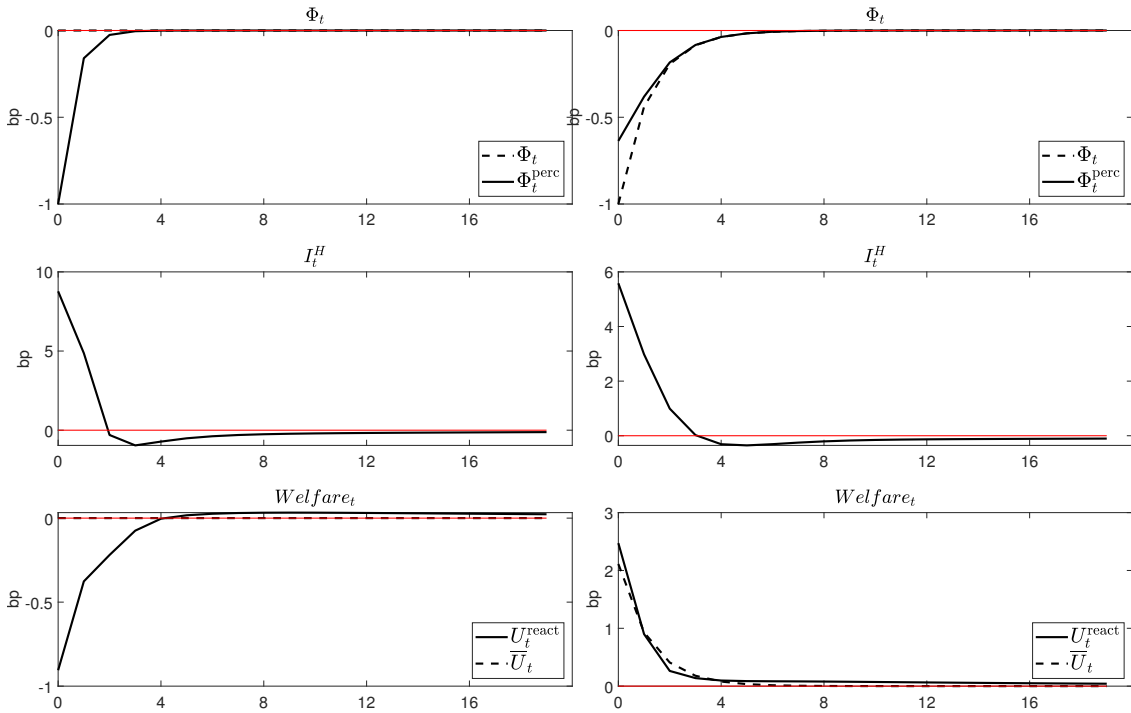 Φ_t
0
-0.5
-1
bp
0 4 8 12 16
Φ_t
Φ_t^perc
Φ_t
0
-0.5
-1
bp
0 4 8 12 16
Φ_t
Φ_t^perc
I_t^H
10
5
0
bp
0 4 8 12 16
I_t^H
6
4
2
0
bp
0 4 8 12 16
Welfare_t
0
-0.5
-1
bp
0 4 8 12 16
U_t^react
U̅_t
Welfare_t
3
2
1
0
bp
0 4 8 12 16
U_t^react
U̅_t